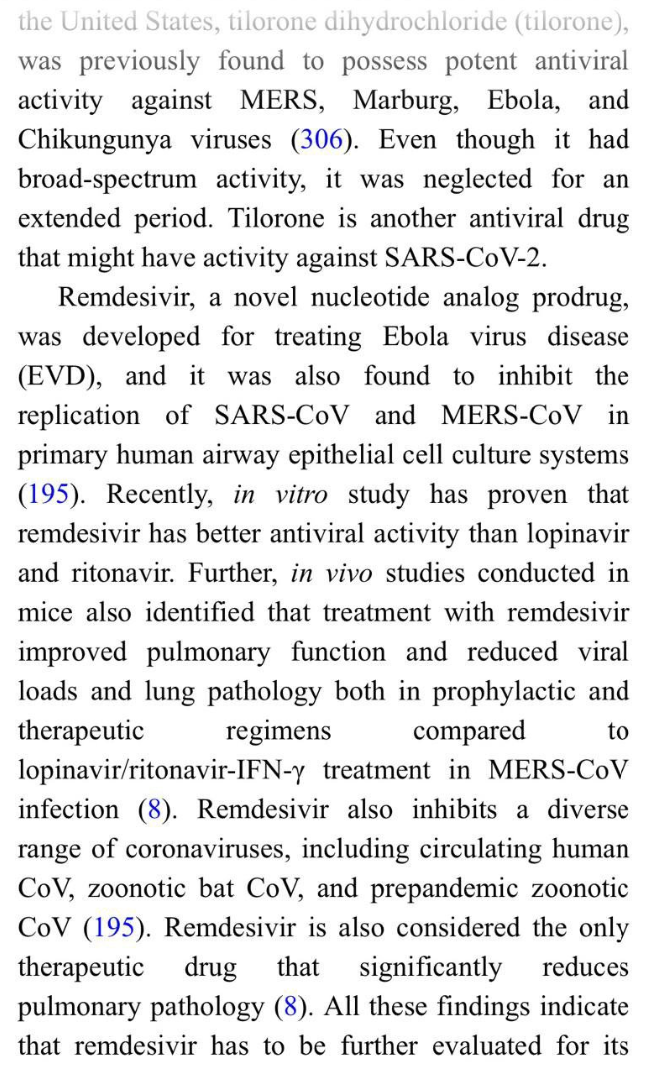 the United States, tilorone dihydrochloride (tilorone),
was previously found to possess potent antiviral
activity against MERS, Marburg, Ebola, and
Chikungunya viruses (306). Even though it had
broad-spectrum activity, it was neglected for an
extended period. Tilorone is another antiviral drug
that might have activity against SARS-CoV-2.
Remdesivir, a novel nucleotide analog prodrug,
was developed for treating Ebola virus disease
(EVD), and it was also found to inhibit the
replication of SARS-CoV and MERS-CoV in
primary human airway epithelial cell culture systems
(195). Recently, in vitro study has proven that
remdesivir has better antiviral activity than lopinavir
and ritonavir. Further, in vivo studies conducted in
mice also identified that treatment with remdesivir
improved pulmonary function and reduced viral
loads and lung pathology both in prophylactic and
therapeutic regimens compared to
lopinavir/ritonavir-IFN-γ treatment in MERS-CoV
infection (8). Remdesivir also inhibits a diverse
range of coronaviruses, including circulating human
CoV, zoonotic bat CoV, and prepandemic zoonotic
CoV (195). Remdesivir is also considered the only
therapeutic drug that significantly reduces
pulmonary pathology (8). All these findings indicate
that remdesivir has to be further evaluated for its